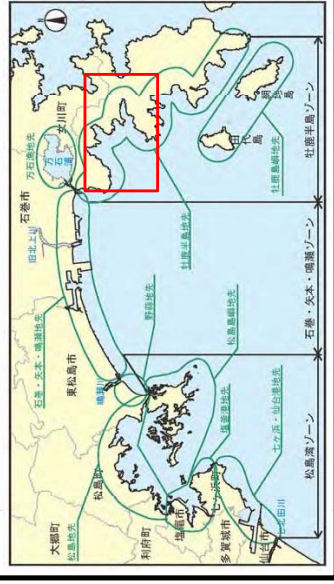 大郷町
松島町
松島地先
利府町
塩竈市
七ヶ浜町
多賀城市
仙台市
七北田川
東松島市
鳴瀬川
石巻・矢本・鳴瀬地先
旧北上川
石巻市
万石浦地先
万石浦
女川町
野蒜地先
牡鹿半島地先
松島島嶼地先
塩釜港地先
七ヶ浜・仙台港地先
田代島
網地島
牡鹿島嶼地先
松島湾ゾーン
石巻・矢本・鳴瀬ゾーン
牡鹿半島ゾーン